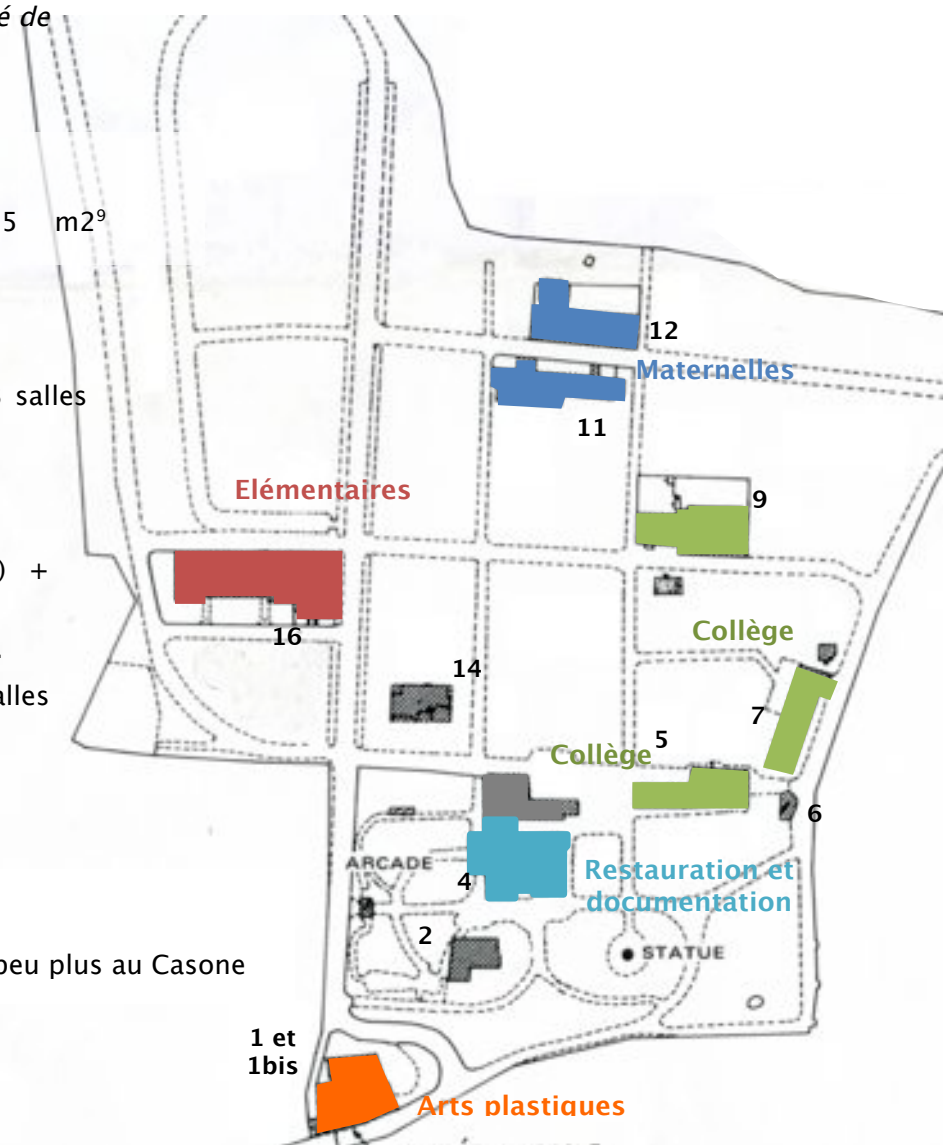 é de
5 m2⁹
12
Maternelles
salles
11
Elémentaires
9
) +
16
Collège
14
alles
7
5
Collège
6
ARCADE
Restauration et
documentation
4
2
STATUE
peu plus au Casone
1 et
1bis
Arts plastiques